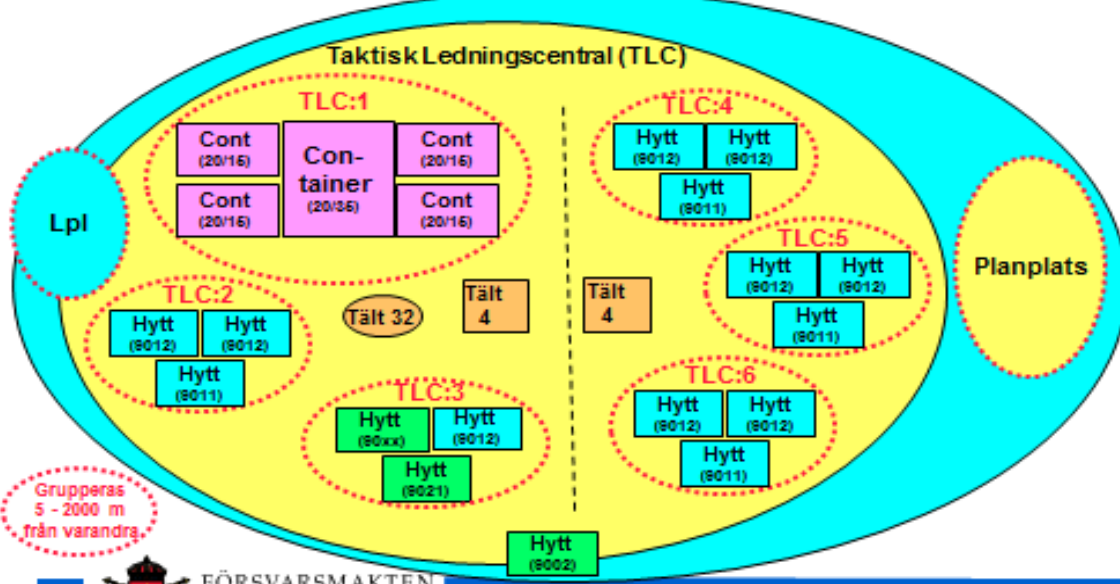 Taktisk Ledningscentral (TLC)
TLC:1
Cont
(20/15)
Con-
tainer
(20/35)
Cont
(20/15)
Cont
(20/15)
Cont
(20/15)
TLC:4
Hytt
(9012)
Hytt
(9012)
Hytt
(9011)
Lpl
TLC:5
Hytt
(9012)
Hytt
(9012)
Hytt
(9011)
Planplats
TLC:2
Hytt
(9012)
Hytt
(9012)
Hytt
(9011)
Tält 32
Tält
4
Tält
4
TLC:3
Hytt
(90xx)
Hytt
(9012)
Hytt
(9021)
TLC:6
Hytt
(9012)
Hytt
(9012)
Hytt
(9011)
Grupperas
5 - 2000 m
från varandra
Hytt
(9002)
FÖRSVARSMAKTEN